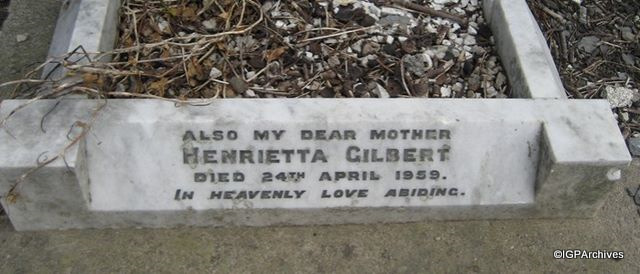 ALSO MY DEAR MOTHER
HENRIETTA GILBERT
DIED 24TH APRIL 1959.
IN HEAVENLY LOVE ABIDING.
©IGPArchives